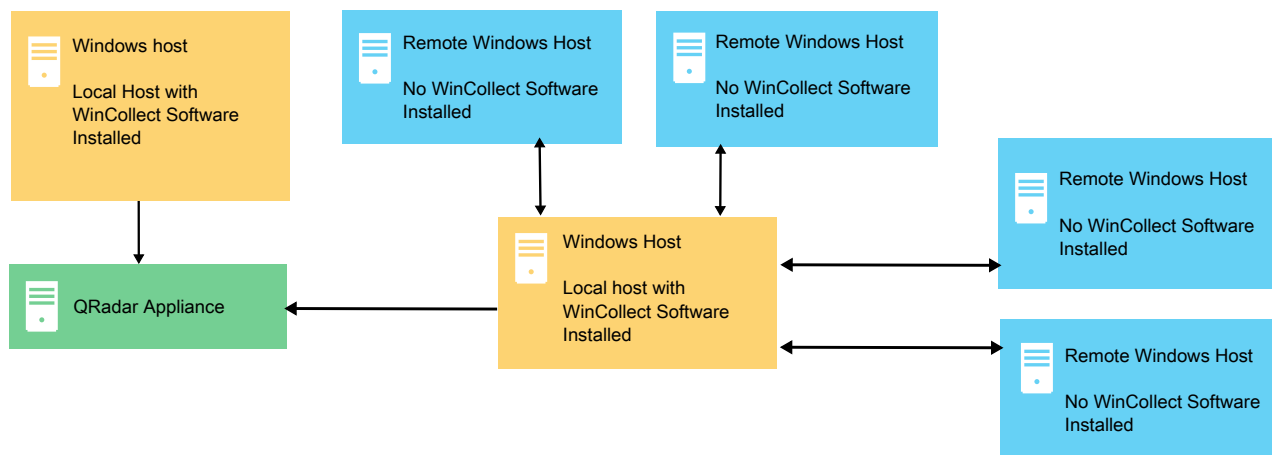 Windows host
Local Host with
WinCollect Software
Installed
Remote Windows Host
No WinCollect Software
Installed
Remote Windows Host
No WinCollect Software
Installed
Remote Windows Host
No WinCollect Software
Installed
Windows Host
Local host with
WinCollect Software
Installed
QRadar Appliance
Remote Windows Host
No WinCollect Software
Installed